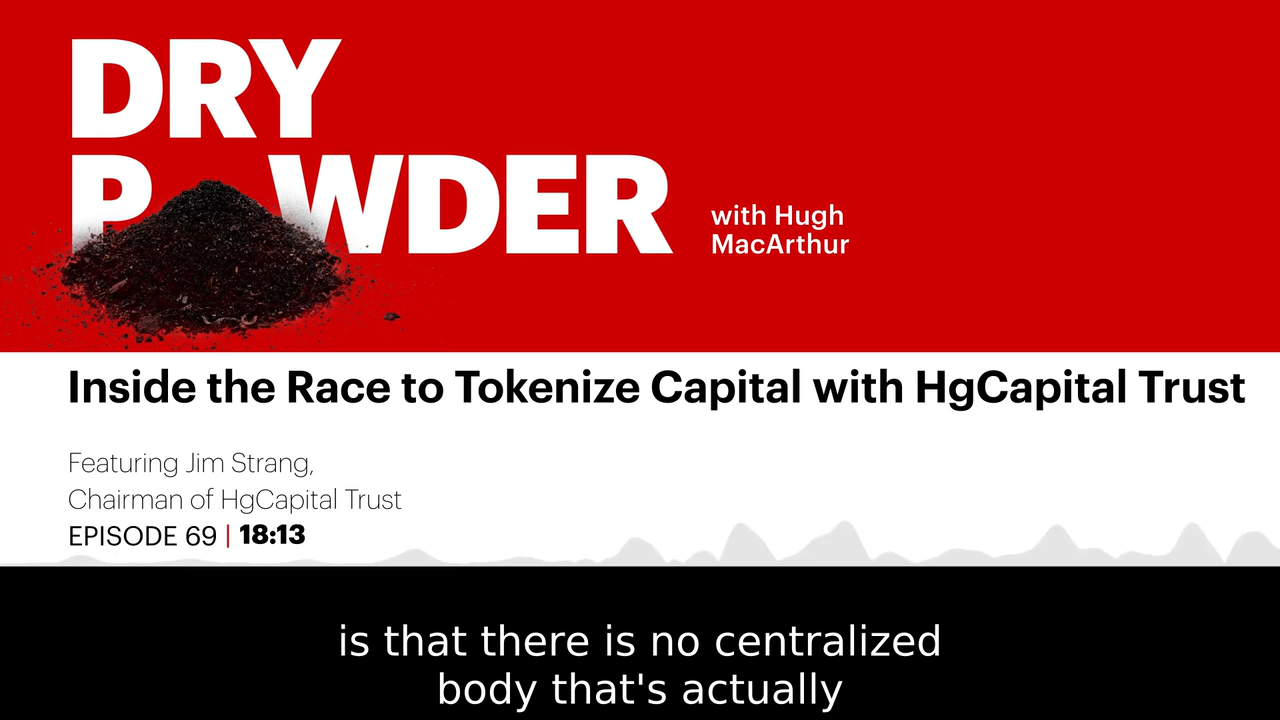 DRY
POWDER
with Hugh
MacArthur
Inside the Race to Tokenize Capital with HgCapital Trust
Featuring Jim Strang,
Chairman of HgCapital Trust
EPISODE 69 | 18:13
is that there is no centralized
body that's actually